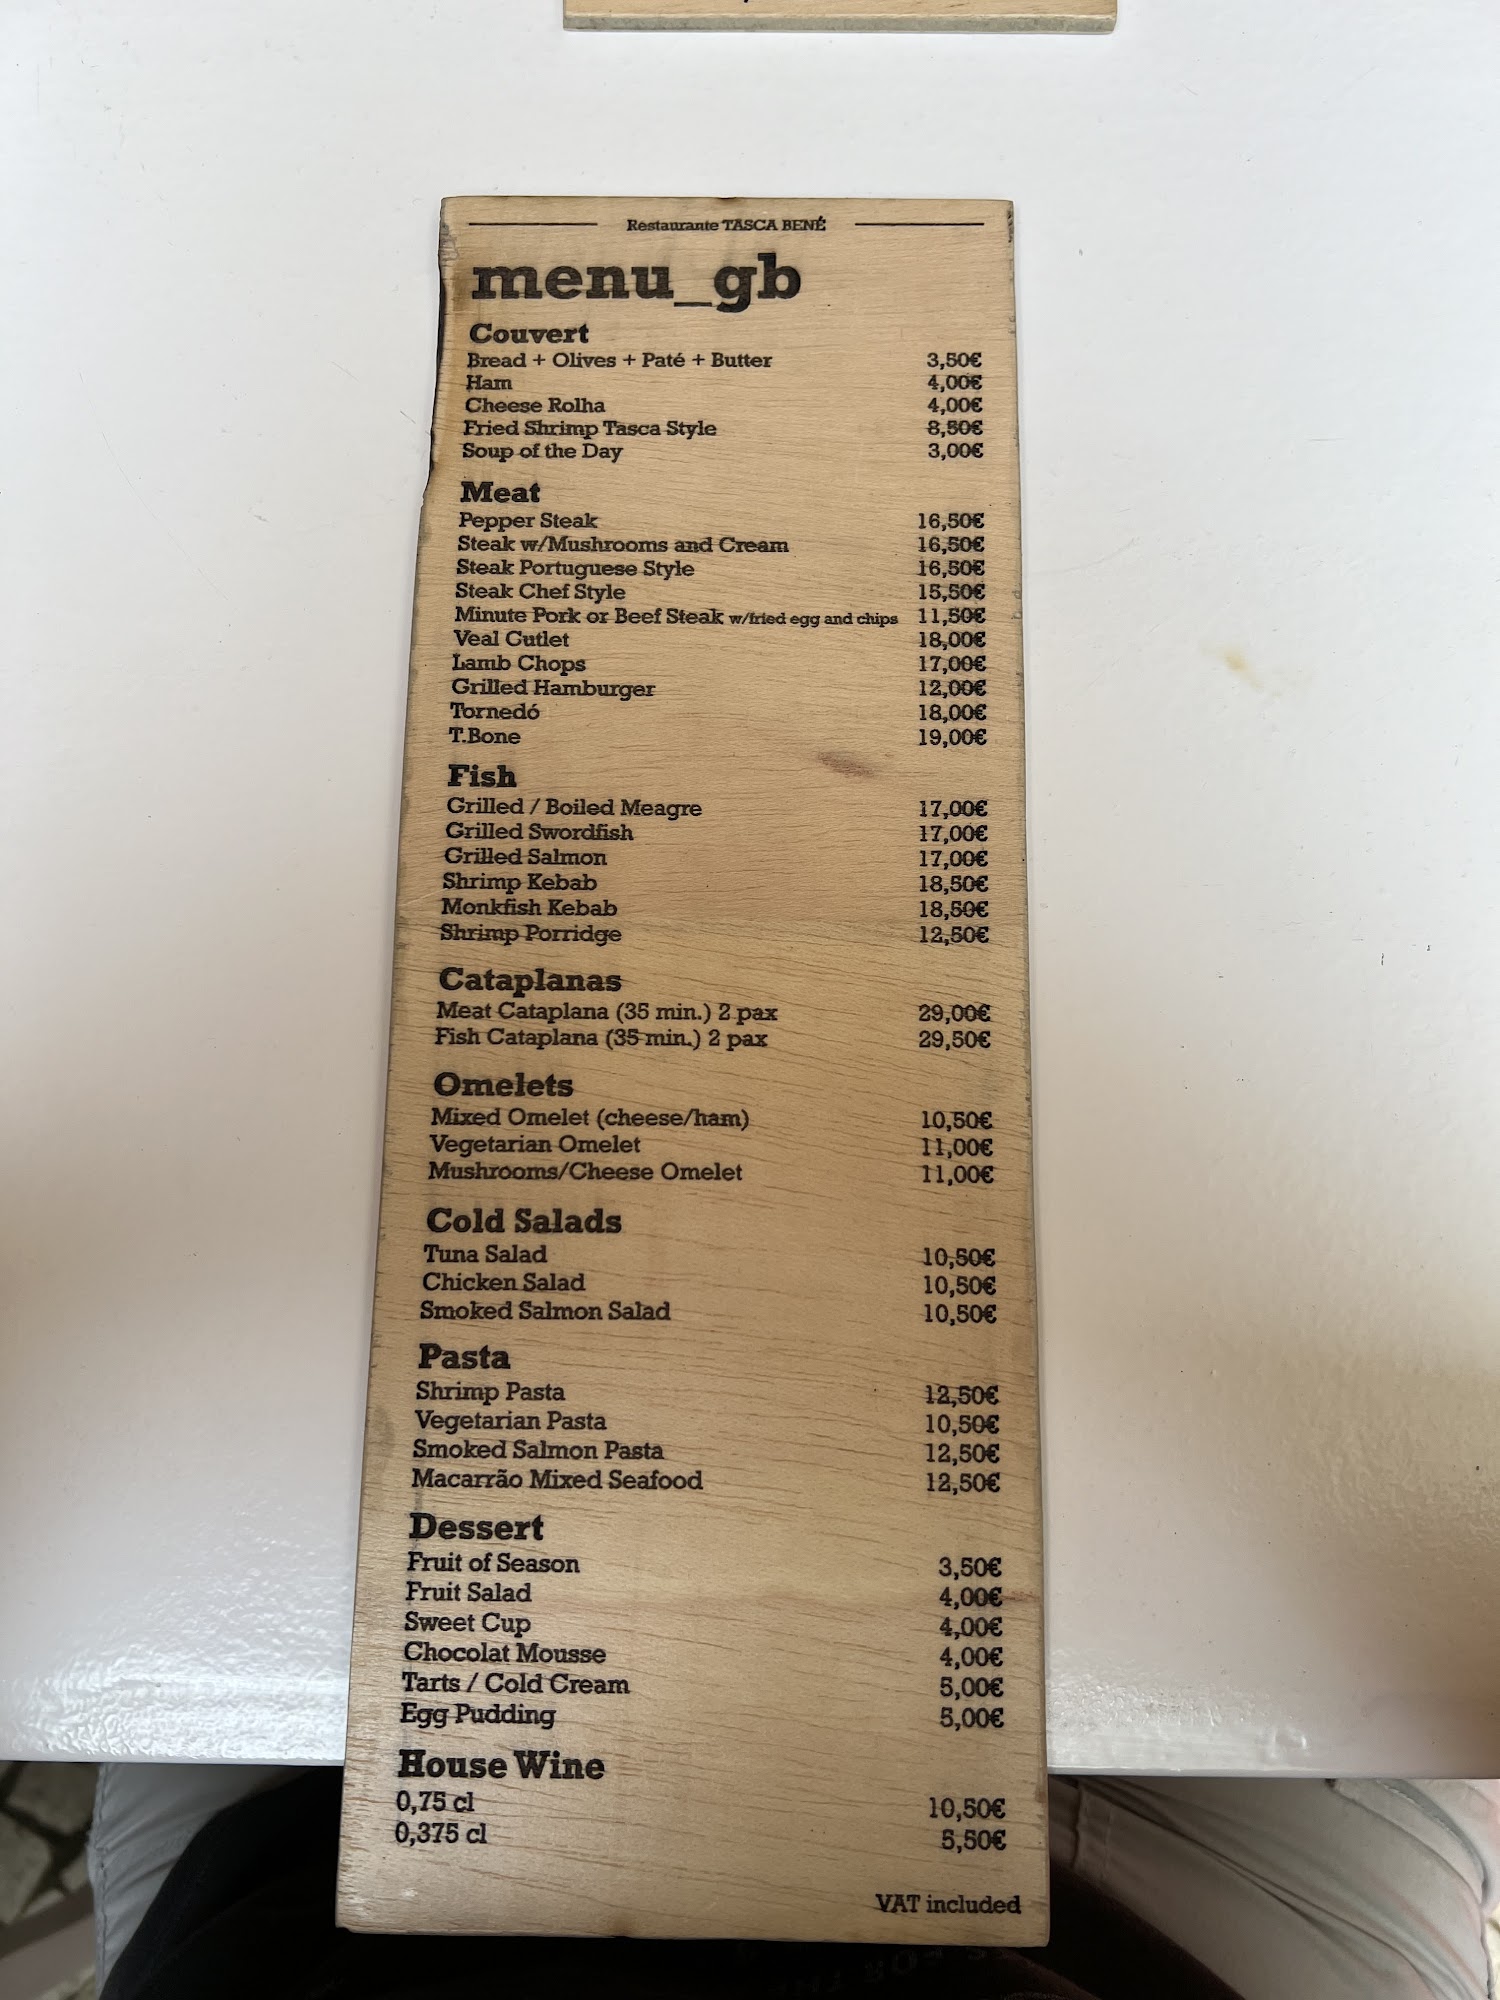 Restaurante TASCA BENÉ
menu_gb
Couvert
Bread + Olives + Paté + Butter 3,50€
Ham 4,00€
Cheese Rolha 4,00€
Fried Shrimp Tasca Style 8,50€
Soup of the Day 3,00€
Meat
Pepper Steak 16,50€
Steak w/Mushrooms and Cream 16,50€
Steak Portuguese Style 16,50€
Steak Chef Style 15,50€
Minute Pork or Beef Steak w/fried egg and chips 11,50€
Veal Cutlet 18,00€
Lamb Chops 17,00€
Grilled Hamburger 12,00€
Tornedó 18,00€
T.Bone 19,00€
Fish
Grilled / Boiled Meagre 17,00€
Grilled Swordfish 17,00€
Grilled Salmon 17,00€
Shrimp Kebab 18,50€
Monkfish Kebab 18,50€
Shrimp Porridge 12,50€
Cataplanas
Meat Cataplana (35 min.) 2 pax 29,00€
Fish Cataplana (35 min.) 2 pax 29,50€
Omelets
Mixed Omelet (cheese/ham) 10,50€
Vegetarian Omelet 11,00€
Mushrooms/Cheese Omelet 11,00€
Cold Salads
Tuna Salad 10,50€
Chicken Salad 10,50€
Smoked Salmon Salad 10,50€
Pasta
Shrimp Pasta 12,50€
Vegetarian Pasta 10,50€
Smoked Salmon Pasta 12,50€
Macarrão Mixed Seafood 12,50€
Dessert
Fruit of Season 3,50€
Fruit Salad 4,00€
Sweet Cup 4,00€
Chocolat Mousse 4,00€
Tarts / Cold Cream 5,00€
Egg Pudding 5,00€
House Wine
0,75 cl 10,50€
0,375 cl 5,50€
VAT included